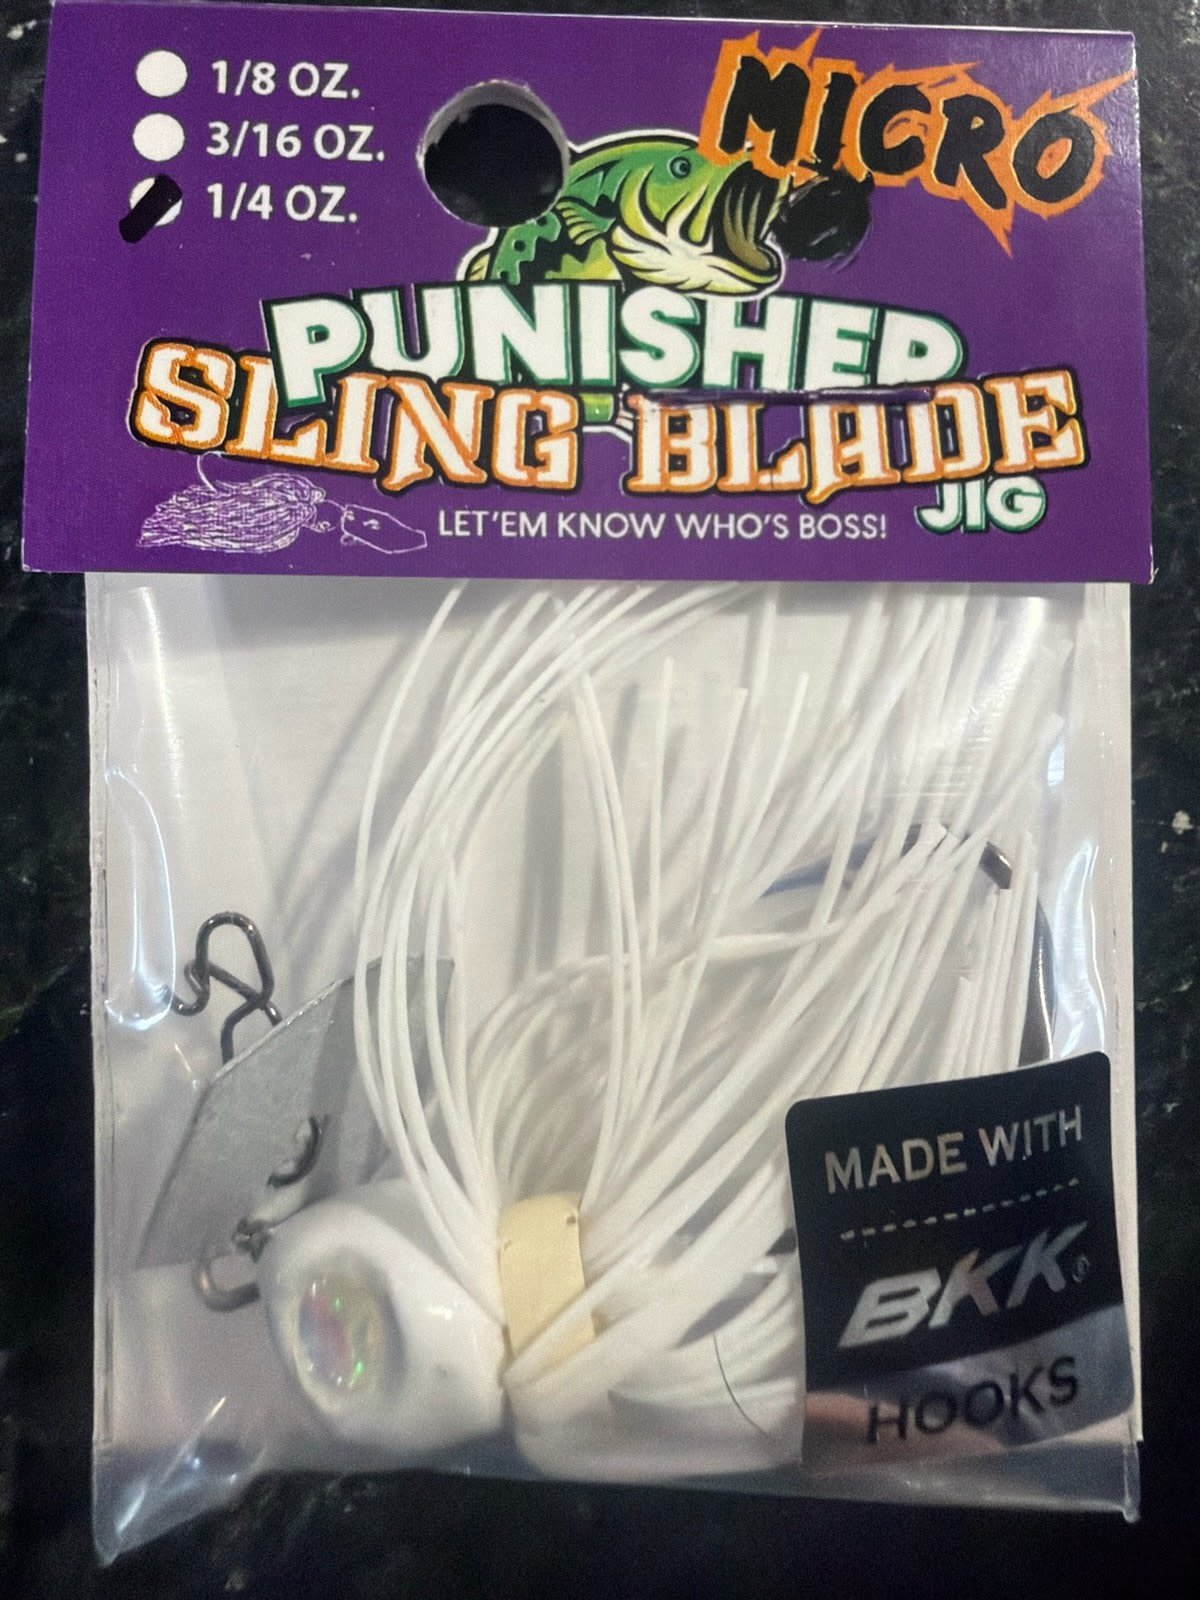 1/8 OZ.
3/16 OZ.
1/4 OZ.
MICRO
PUNISHER
SLING BLADE
JIG
LET'EM KNOW WHO'S BOSS!
MADE WITH
BKK®
HOOKS